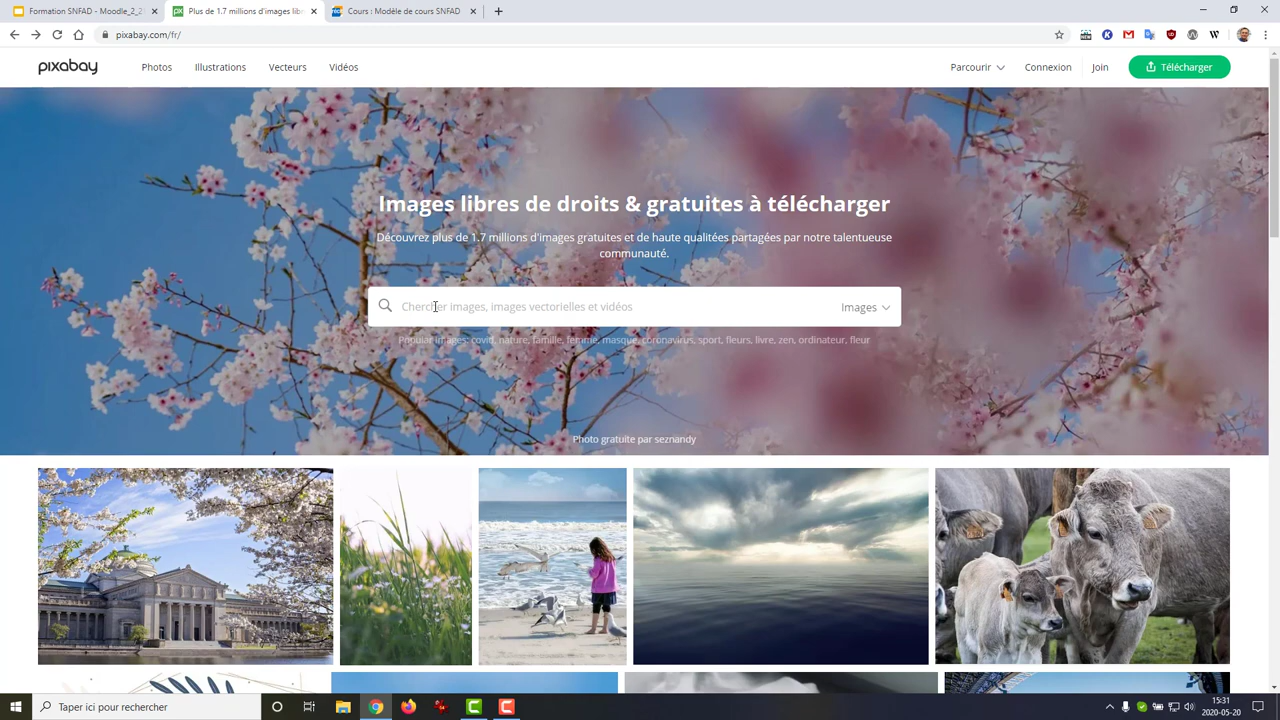 Formation SNFAD - Moodle_2_2
Plus de 1.7 millions d'images lib
Cours : Modèle de cours SNFAD
pixabay.com/fr/
pixabay
Photos
Illustrations
Vecteurs
Vidéos
Parcourir
Connexion
Join
Télécharger
Images libres de droits & gratuites à télécharger
Découvrez plus de 1.7 millions d'images gratuites et de haute qualitées partagées par notre talentueuse
communauté.
Chercher images, images vectorielles et vidéos
Images
Popular Images: covid, nature, famille, femme, masque, coronavirus, sport, fleurs, livre, zen, ordinateur, fleur
Photo gratuite par seznandy
Taper ici pour rechercher
15:31
2020-05-20